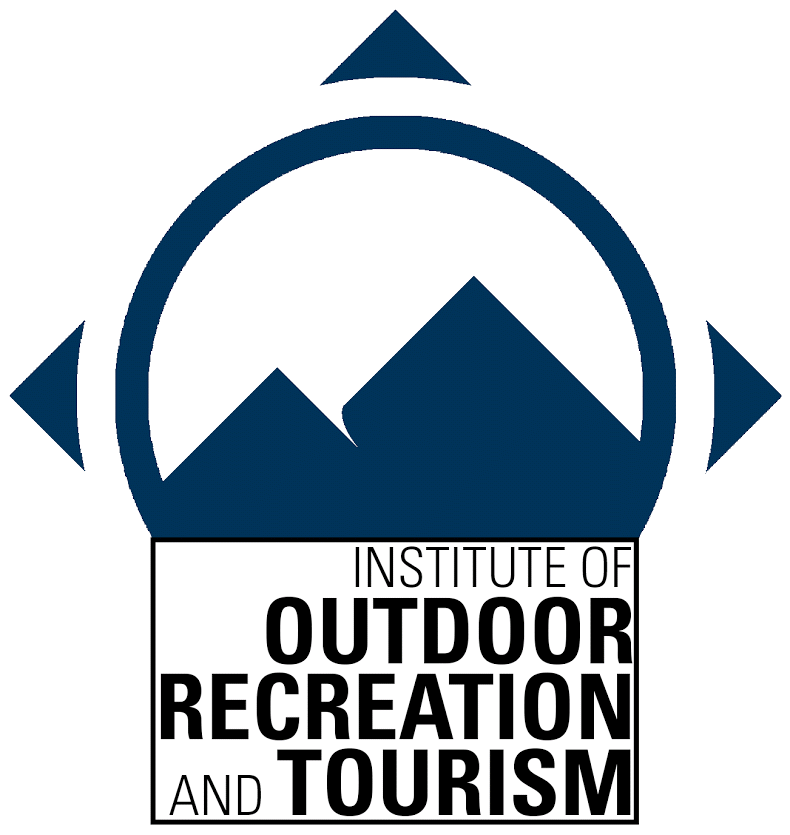 INSTITUTE OF
OUTDOOR
RECREATION
AND TOURISM